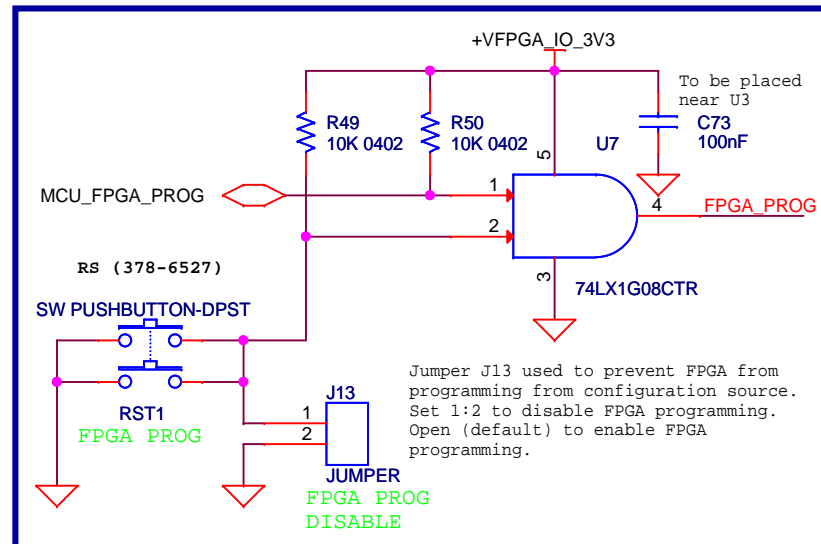 +VFPGA_IO_3V3
To be placed
near U3
R49
10K 0402
R50
10K 0402
U7
C73
100nF
5
MCU_FPGA_PROG
1
4
FPGA_PROG
2
3
RS (378-6527)
74LX1G08CTR
SW PUSHBUTTON-DPST
RST1
FPGA PROG
J13
1
2
JUMPER
FPGA PROG
DISABLE
Jumper J13 used to prevent FPGA from
programming from configuration source.
Set 1:2 to disable FPGA programming.
Open (default) to enable FPGA
programming.